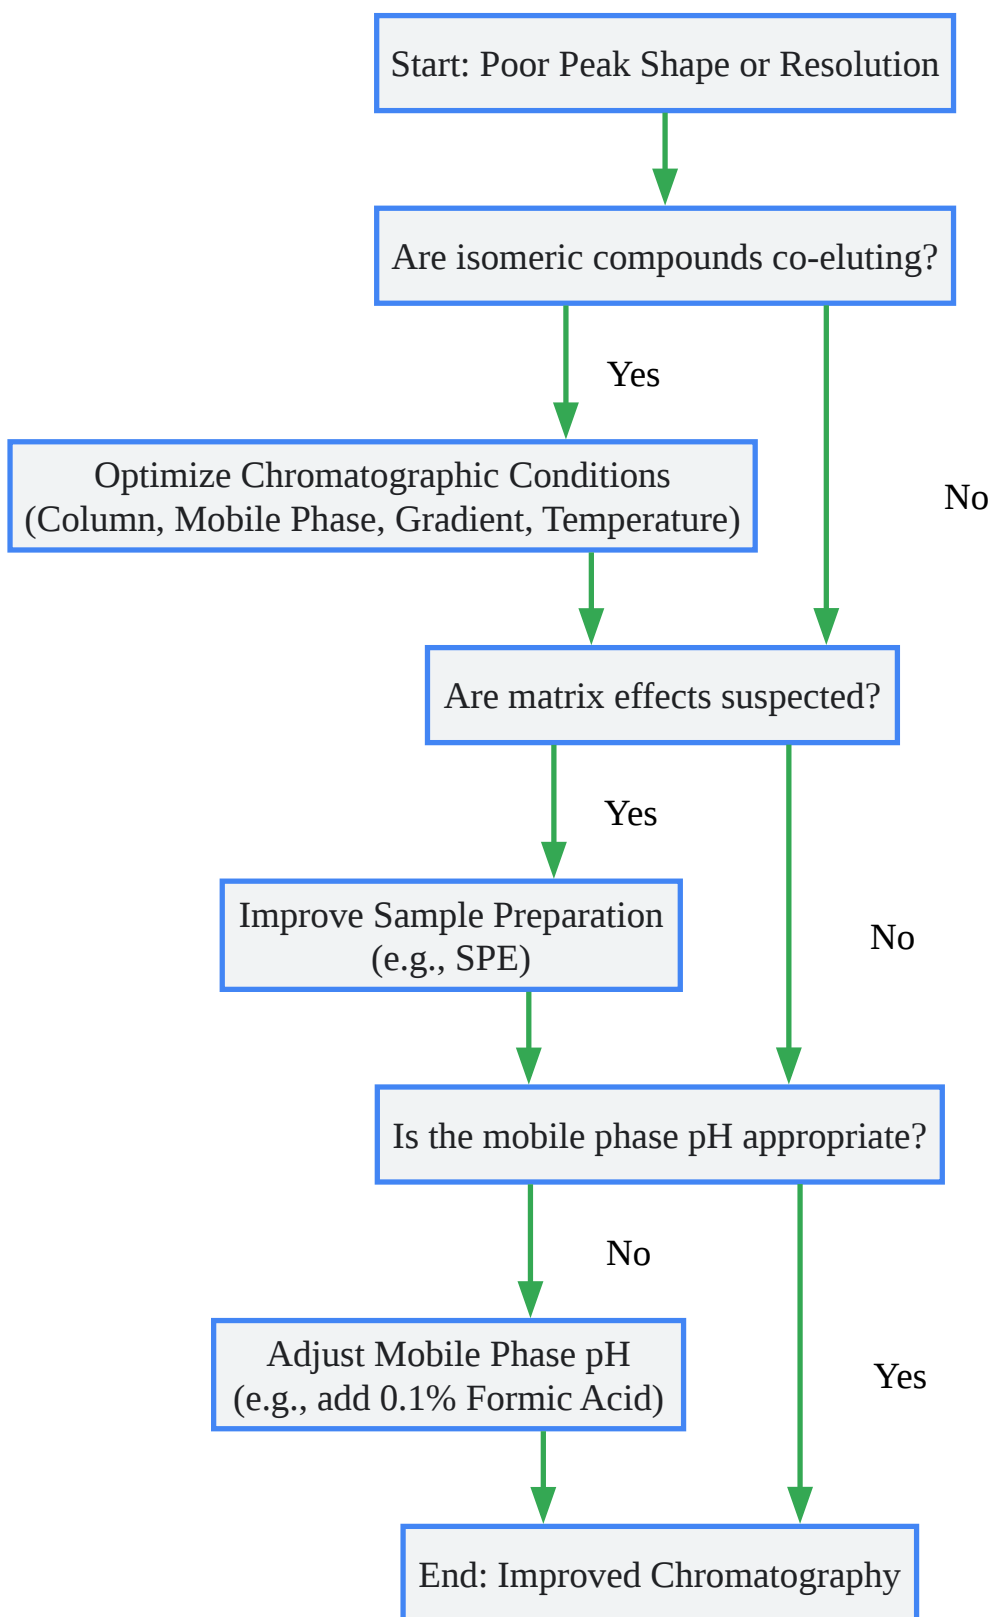 Start: Poor Peak Shape or Resolution
Are isomeric compounds co-eluting?
Yes
Optimize Chromatographic Conditions
(Column, Mobile Phase, Gradient, Temperature)
No
Are matrix effects suspected?
Yes
Improve Sample Preparation
(e.g., SPE)
No
Is the mobile phase pH appropriate?
No
Adjust Mobile Phase pH
(e.g., add 0.1% Formic Acid)
Yes
End: Improved Chromatography